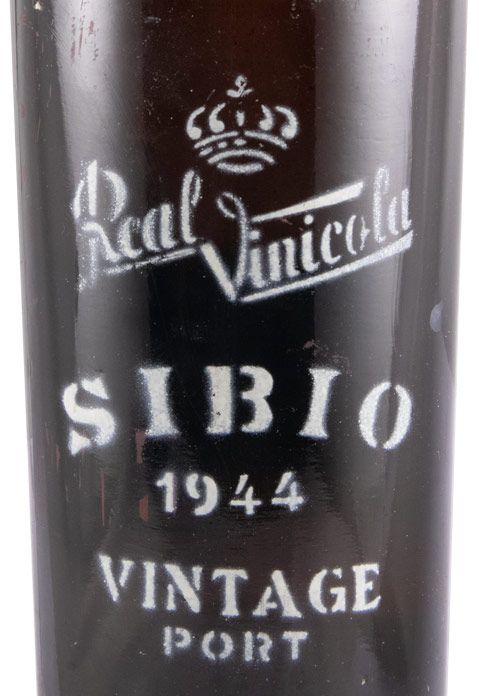 Real Vinicola
SIBIO
1944
VINTAGE
PORT